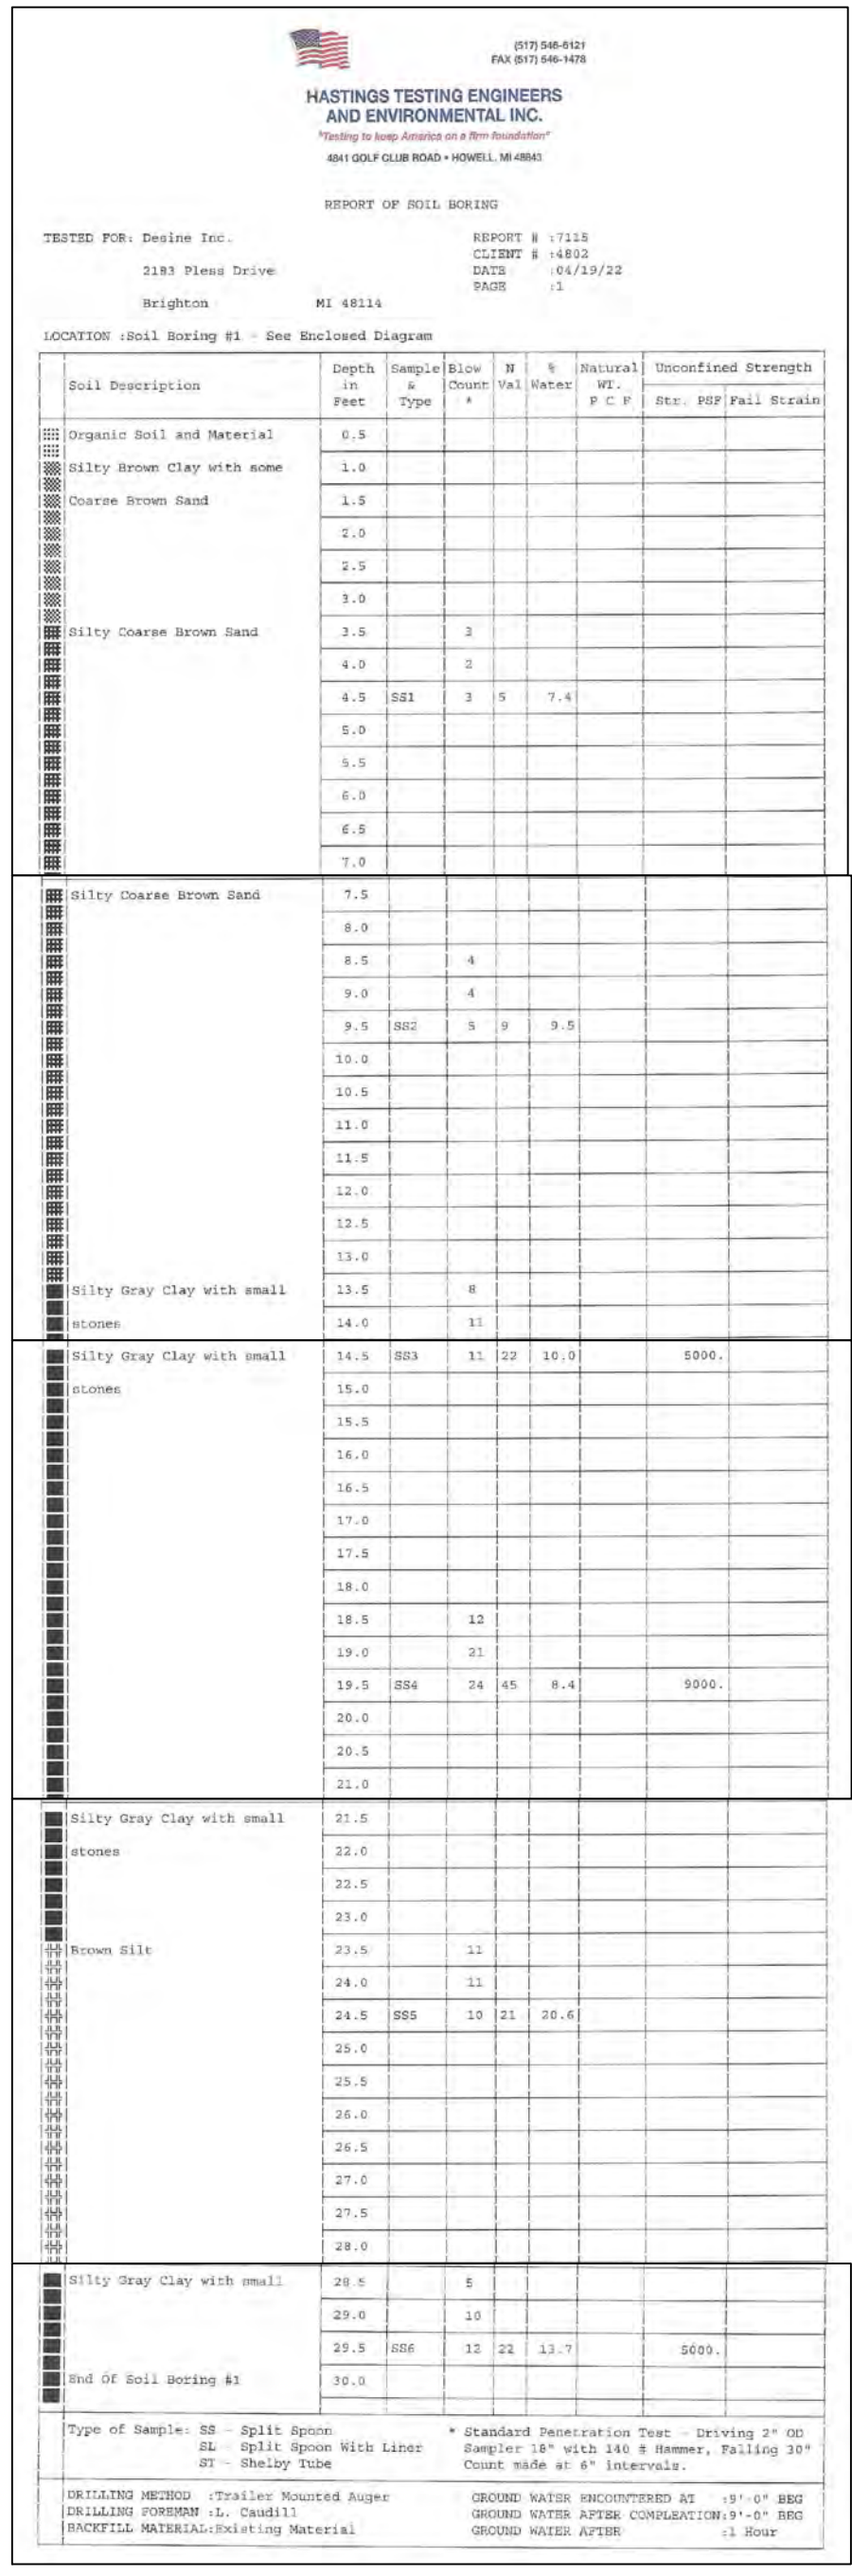 (517) 546-6121
FAX (517) 546-1478
HASTINGS TESTING ENGINEERS
AND ENVIRONMENTAL INC.
"Testing to keep America on a firm foundation"
4841 GOLF CLUB ROAD • HOWELL, MI 48843
REPORT OF SOIL BORING
TESTED FOR: Desine Inc. REPORT # :7115
CLIENT # :4802
2183 Pless Drive DATE :04/19/22
PAGE :1
Brighton MI 48114
LOCATION :Soil Boring #1 - See Enclosed Diagram
Soil Description Depth in Feet Sample & Type Blow Count * N Val % Water Natural WT. P C F Unconfined Strength Str. PSF Fail Strain
Organic Soil and Material 0.5
Silty Brown Clay with some 1.0
Coarse Brown Sand 1.5
2.0
2.5
3.0
Silty Coarse Brown Sand 3.5 3
4.0 2
4.5 SS1 3 5 7.4
5.0
5.5
6.0
6.5
7.0
Silty Coarse Brown Sand 7.5
8.0
8.5 4
9.0 4
9.5 SS2 5 9 9.5
10.0
10.5
11.0
11.5
12.0
12.5
13.0
Silty Gray Clay with small 13.5 8
stones 14.0 11
Silty Gray Clay with small 14.5 SS3 11 22 10.0 5000.
stones 15.0
15.5
16.0
16.5
17.0
17.5
18.0
18.5 12
19.0 21
19.5 SS4 24 45 8.4 9000.
20.0
20.5
21.0
Silty Gray Clay with small 21.5
stones 22.0
22.5
23.0
Brown Silt 23.5 11
24.0 11
24.5 SS5 10 21 20.6
25.0
25.5
26.0
26.5
27.0
27.5
28.0
Silty Gray Clay with small 28.5 5
29.0 10
29.5 SS6 12 22 13.7 5000.
End Of Soil Boring #1 30.0
Type of Sample: SS - Split Spoon * Standard Penetration Test - Driving 2" OD
SL - Split Spoon With Liner Sampler 18" with 140 # Hammer, Falling 30"
ST - Shelby Tube Count made at 6" intervals.
DRILLING METHOD :Trailer Mounted Auger GROUND WATER ENCOUNTERED AT :9'-0" BEG
DRILLING FOREMAN :L. Caudill GROUND WATER AFTER COMPLEATION:9'-0" BEG
BACKFILL MATERIAL:Existing Material GROUND WATER AFTER :1 Hour